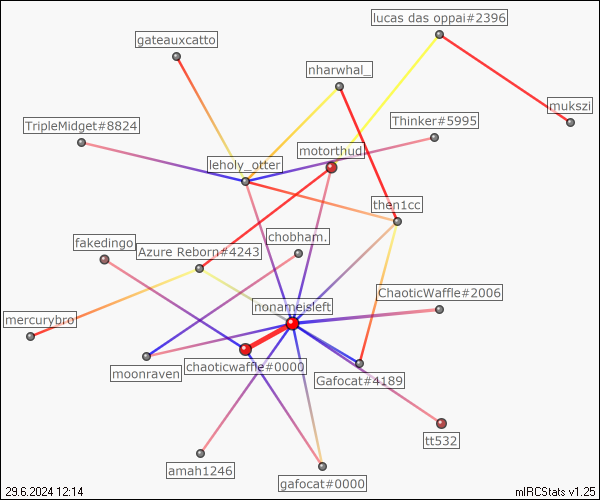 lucas das oppai#2396
gateauxcatto
nharwhal_
mukszi
TripleMidget#8824
Thinker#5995
motorthud.
leholy_otter
then1cc
chobham.
fakedingo
Azure Reborn#4243
ChaoticWaffle#2006
nonameisleft
mercurybro
chaoticwaffle#0000
moonraven
Gafocat#4189
tt532
amah1246
gafocat#0000
29.6.2024 12:14
mIRCStats v1.25